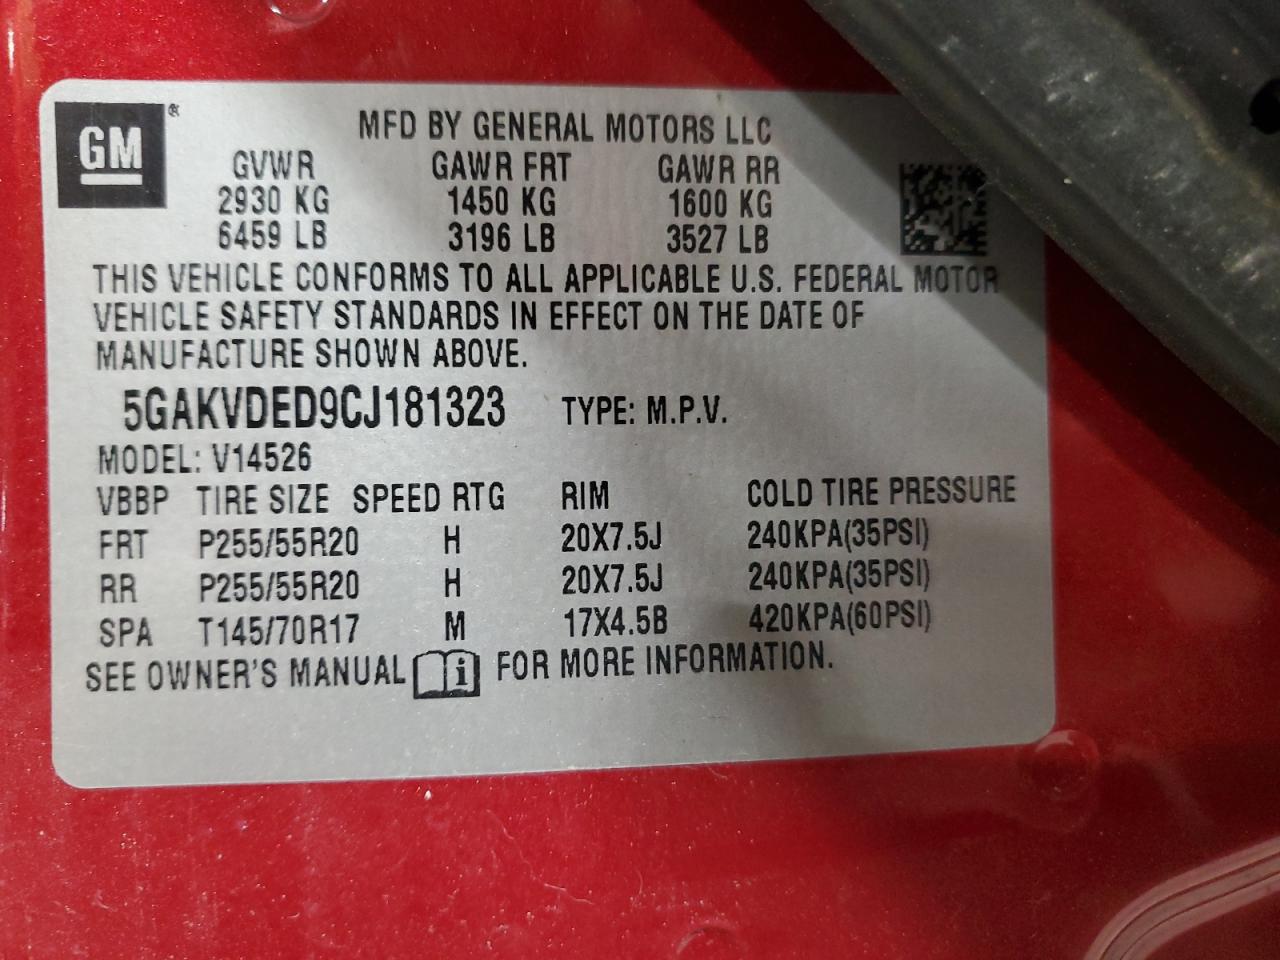 GM®
MFD BY GENERAL MOTORS LLC
GVWR GAWR FRT GAWR RR
2930 KG 1450 KG 1600 KG
6459 LB 3196 LB 3527 LB
THIS VEHICLE CONFORMS TO ALL APPLICABLE U.S. FEDERAL MOTOR
VEHICLE SAFETY STANDARDS IN EFFECT ON THE DATE OF
MANUFACTURE SHOWN ABOVE.
5GAKVDED9CJ181323 TYPE: M.P.V.
MODEL: V14526
VBBP TIRE SIZE SPEED RTG RIM COLD TIRE PRESSURE
FRT P255/55R20 H 20X7.5J 240KPA(35PSI)
RR P255/55R20 H 20X7.5J 240KPA(35PSI)
SPA T145/70R17 M 17X4.5B 420KPA(60PSI)
SEE OWNER'S MANUAL i FOR MORE INFORMATION.